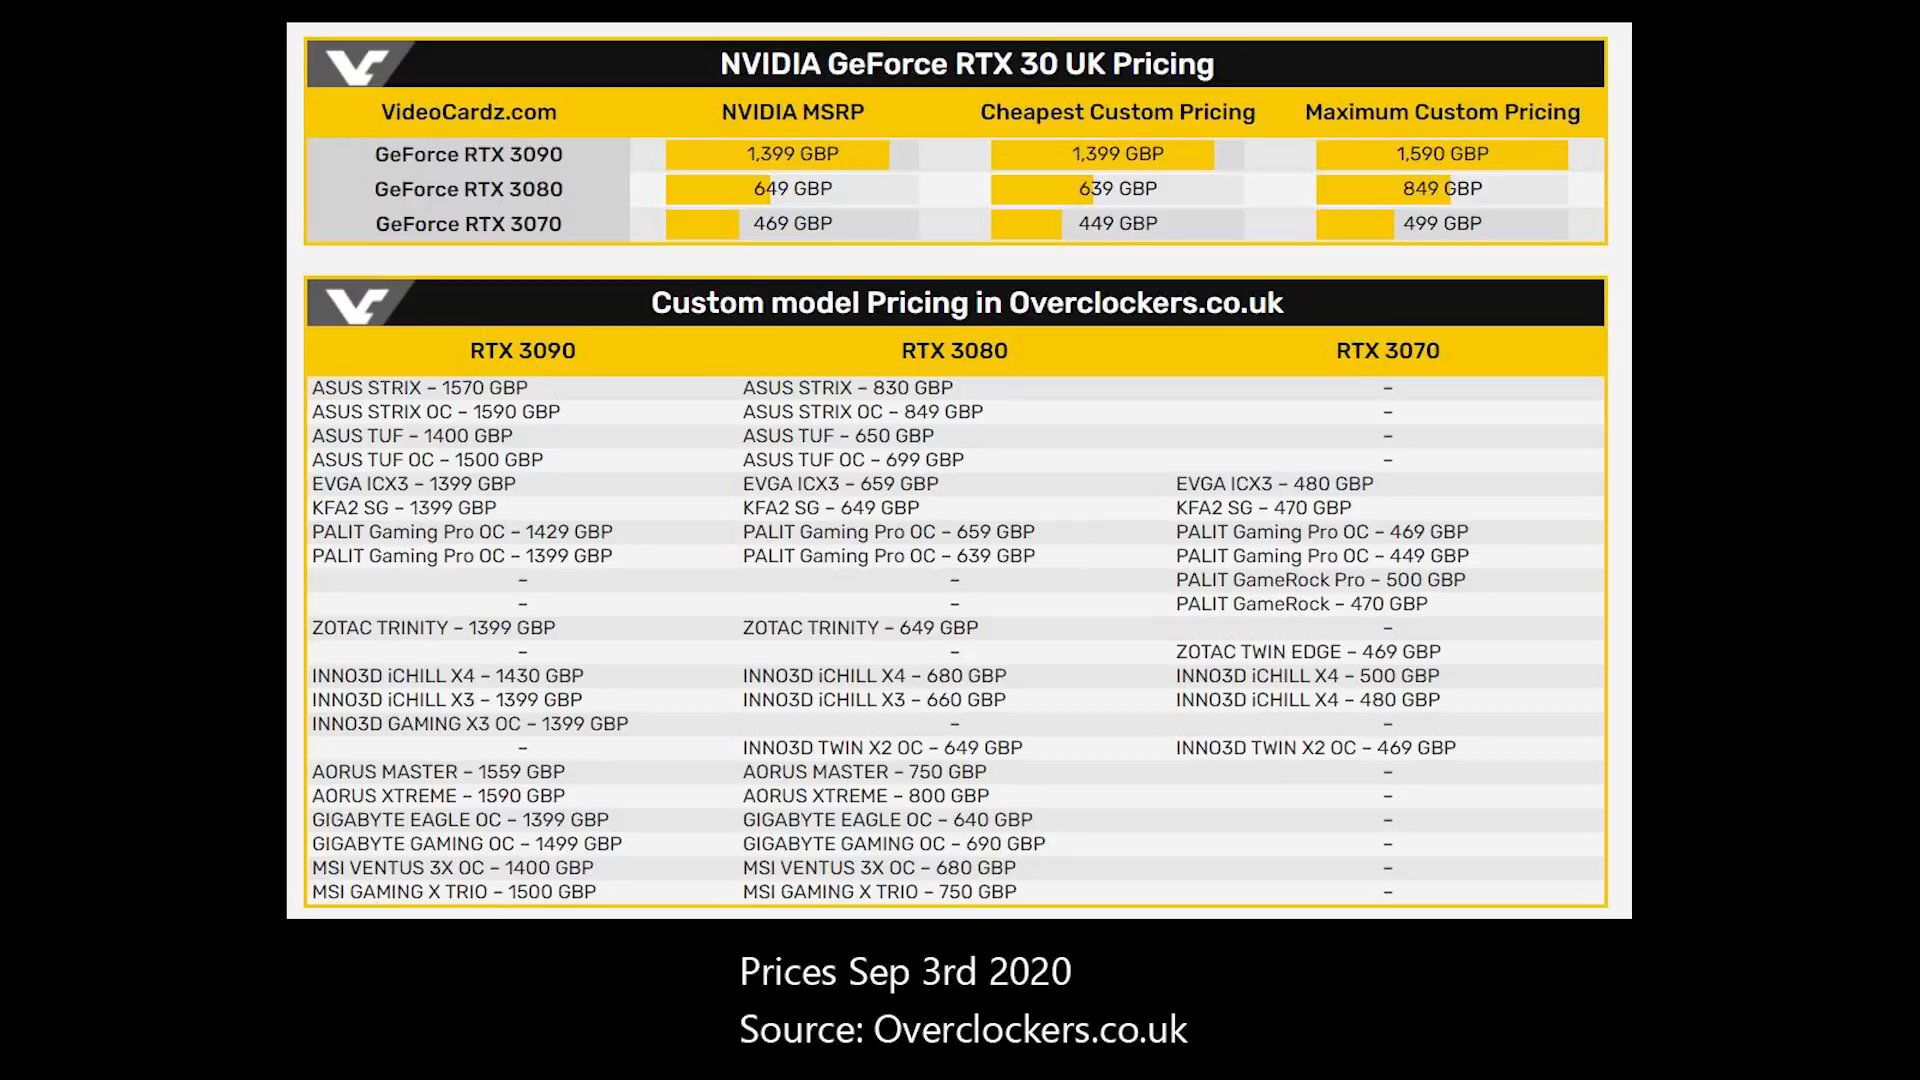 NVIDIA GeForce RTX 30 UK Pricing
VideoCardz.com NVIDIA MSRP Cheapest Custom Pricing Maximum Custom Pricing
GeForce RTX 3090 1,399 GBP 1,399 GBP 1,590 GBP
GeForce RTX 3080 649 GBP 639 GBP 849 GBP
GeForce RTX 3070 469 GBP 449 GBP 499 GBP
Custom model Pricing in Overclockers.co.uk
RTX 3090 RTX 3080 RTX 3070
ASUS STRIX – 1570 GBP ASUS STRIX – 830 GBP –
ASUS STRIX OC – 1590 GBP ASUS STRIX OC – 849 GBP –
ASUS TUF – 1400 GBP ASUS TUF – 650 GBP –
ASUS TUF OC – 1500 GBP ASUS TUF OC – 699 GBP –
EVGA ICX3 – 1399 GBP EVGA ICX3 – 659 GBP EVGA ICX3 – 480 GBP
KFA2 SG – 1399 GBP KFA2 SG – 649 GBP KFA2 SG – 470 GBP
PALIT Gaming Pro OC – 1429 GBP PALIT Gaming Pro OC – 659 GBP PALIT Gaming Pro OC – 469 GBP
PALIT Gaming Pro OC – 1399 GBP PALIT Gaming Pro OC – 639 GBP PALIT Gaming Pro OC – 449 GBP
– – PALIT GameRock Pro – 500 GBP
– – PALIT GameRock – 470 GBP
ZOTAC TRINITY – 1399 GBP ZOTAC TRINITY – 649 GBP –
– – ZOTAC TWIN EDGE – 469 GBP
INNO3D iCHILL X4 – 1430 GBP INNO3D iCHILL X4 – 680 GBP INNO3D iCHILL X4 – 500 GBP
INNO3D iCHILL X3 – 1399 GBP INNO3D iCHILL X3 – 660 GBP INNO3D iCHILL X4 – 480 GBP
INNO3D GAMING X3 OC – 1399 GBP – –
– INNO3D TWIN X2 OC – 649 GBP INNO3D TWIN X2 OC – 469 GBP
AORUS MASTER – 1559 GBP AORUS MASTER – 750 GBP –
AORUS XTREME – 1590 GBP AORUS XTREME – 800 GBP –
GIGABYTE EAGLE OC – 1399 GBP GIGABYTE EAGLE OC – 640 GBP –
GIGABYTE GAMING OC – 1499 GBP GIGABYTE GAMING OC – 690 GBP –
MSI VENTUS 3X OC – 1400 GBP MSI VENTUS 3X OC – 680 GBP –
MSI GAMING X TRIO – 1500 GBP MSI GAMING X TRIO – 750 GBP –
Prices Sep 3rd 2020
Source: Overclockers.co.uk